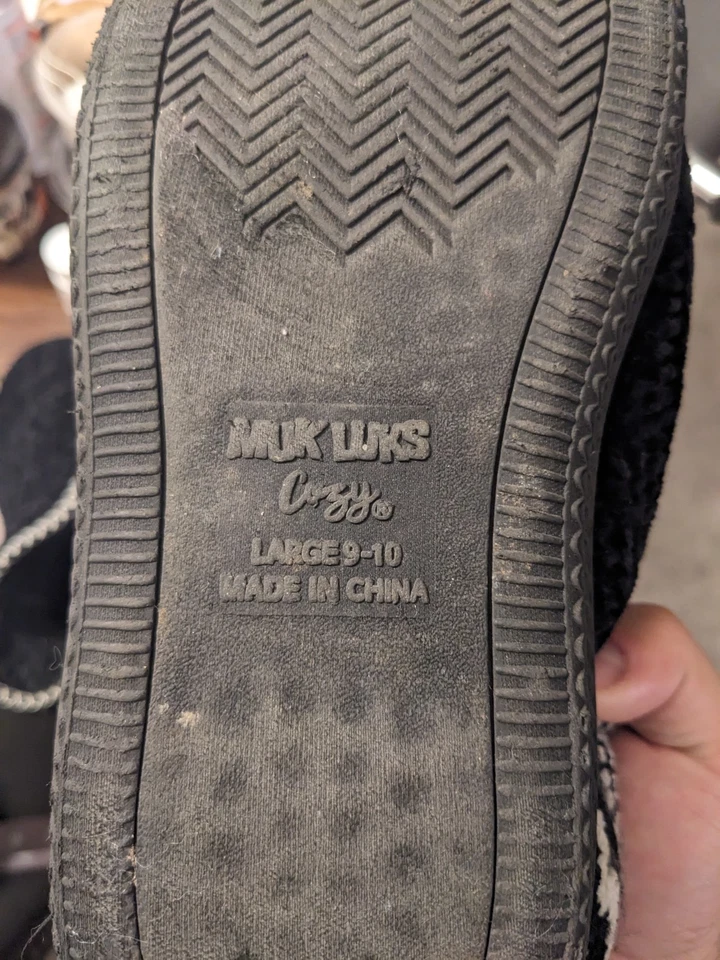 MUK LUKS
Cozy®
LARGE 9-10
MADE IN CHINA